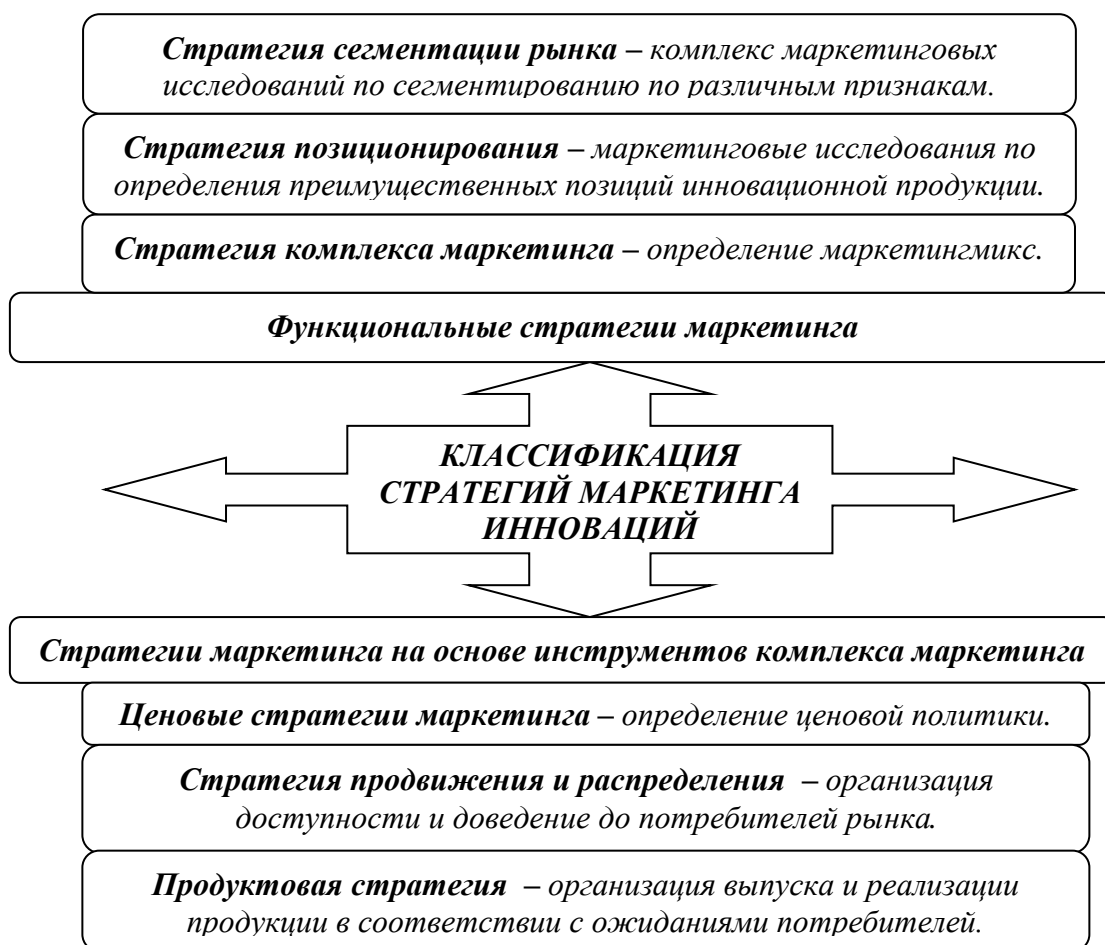 Стратегия сегментации рынка – комплекс маркетинговых
исследований по сегментированию по различным признакам.
Стратегия позиционирования – маркетинговые исследования по
определения преимущественных позиций инновационной продукции.
Стратегия комплекса маркетинга – определение маркетингмикс.
Функциональные стратегии маркетинга
КЛАССИФИКАЦИЯ
СТРАТЕГИЙ МАРКЕТИНГА
ИННОВАЦИЙ
Стратегии маркетинга на основе инструментов комплекса маркетинга
Ценовые стратегии маркетинга – определение ценовой политики.
Стратегия продвижения и распределения – организация
доступности и доведение до потребителей рынка.
Продуктовая стратегия – организация выпуска и реализации
продукции в соответствии с ожиданиями потребителей.